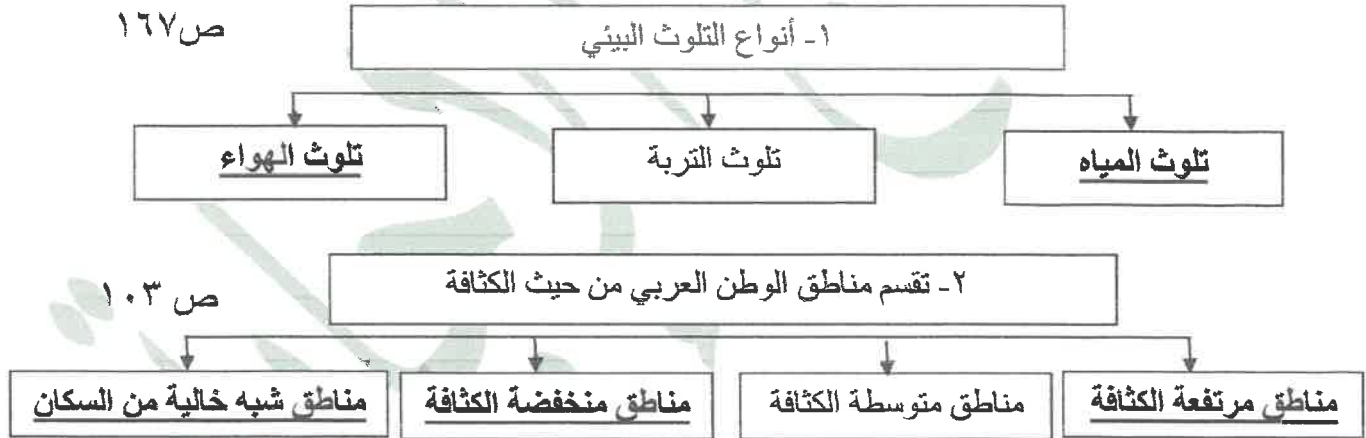 ص١٦٧
١- أنواع التلوث البيئي
تلوث المياه
تلوث التربة
تلوث الهواء
ص ١٠٣
٢- تقسم مناطق الوطن العربي من حيث الكثافة
مناطق مرتفعة الكثافة
مناطق متوسطة الكثافة
مناطق منخفضة الكثافة
مناطق شبه خالية من السكان